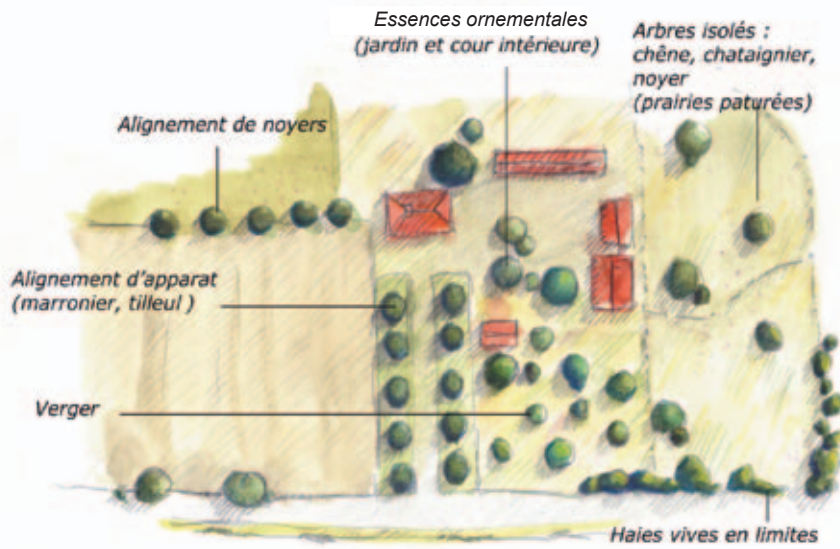 Essences ornementales
(jardin et cour intérieure)
Arbres isolés :
chêne, chataignier,
noyer
(prairies paturées)
Alignement de noyers
Alignement d'apparat
(marronier, tilleul )
Verger
Haies vives en limites